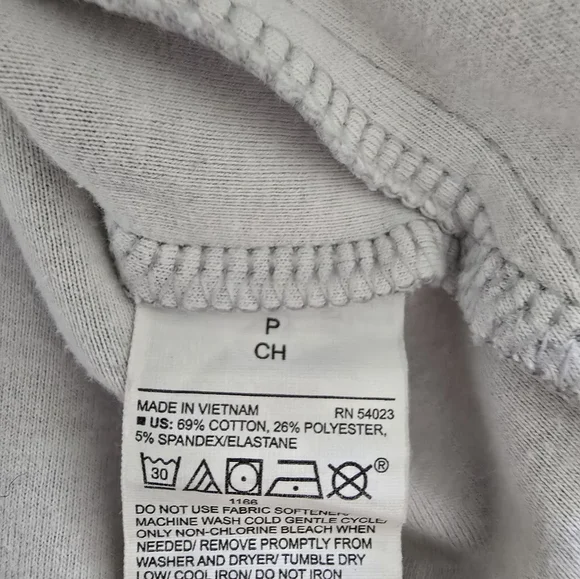 P
CH
MADE IN VIETNAM RN 54023
US: 69% COTTON, 26% POLYESTER,
5% SPANDEX/ELASTANE
30 ®
1166
DO NOT USE FABRIC SOFTENER/
MACHINE WASH COLD GENTLE CYCLE/
ONLY NON-CHLORINE BLEACH WHEN
NEEDED/ REMOVE PROMPTLY FROM
WASHER AND DRYER/ TUMBLE DRY
LOW/ COOL IRON/ DO NOT IRON